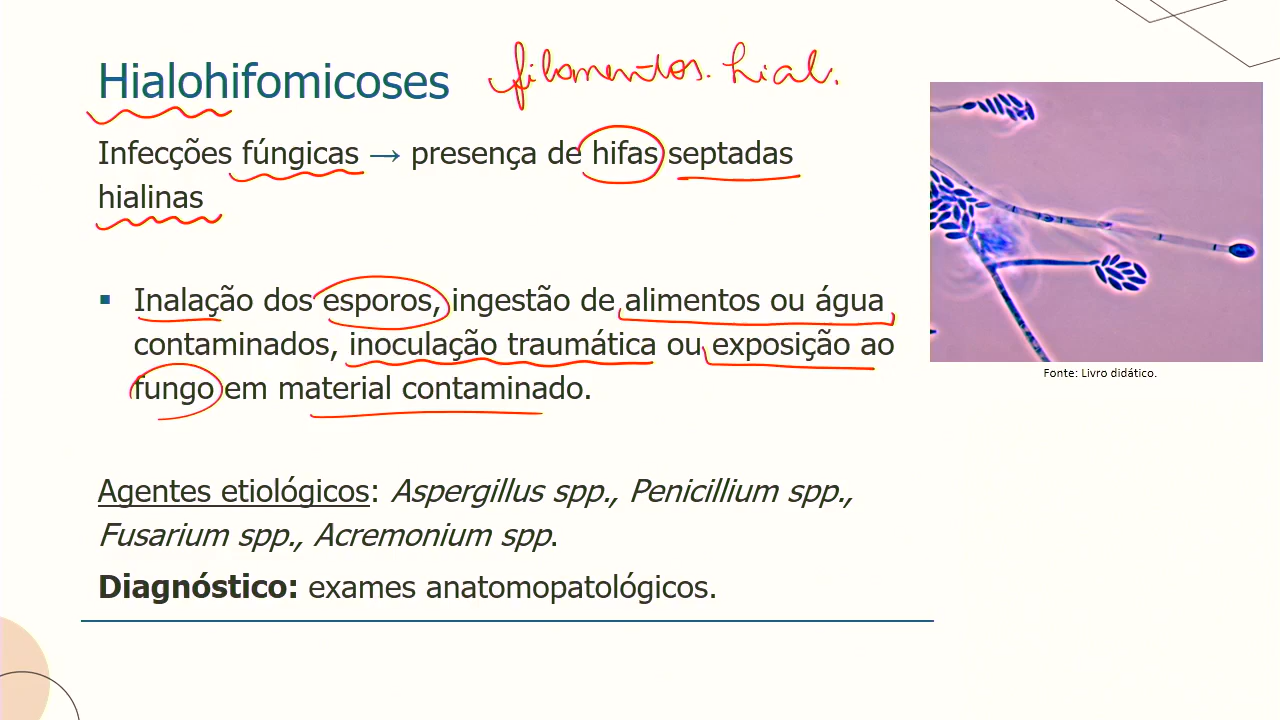 Hialohifomicoses filamentos. hial.
Infecções fúngicas → presença de hifas septadas
hialinas
▪ Inalação dos esporos, ingestão de alimentos ou água
contaminados, inoculação traumática ou exposição ao
fungo em material contaminado.
Fonte: Livro didático.
Agentes etiológicos: Aspergillus spp., Penicillium spp.,
Fusarium spp., Acremonium spp.
Diagnóstico: exames anatomopatológicos.